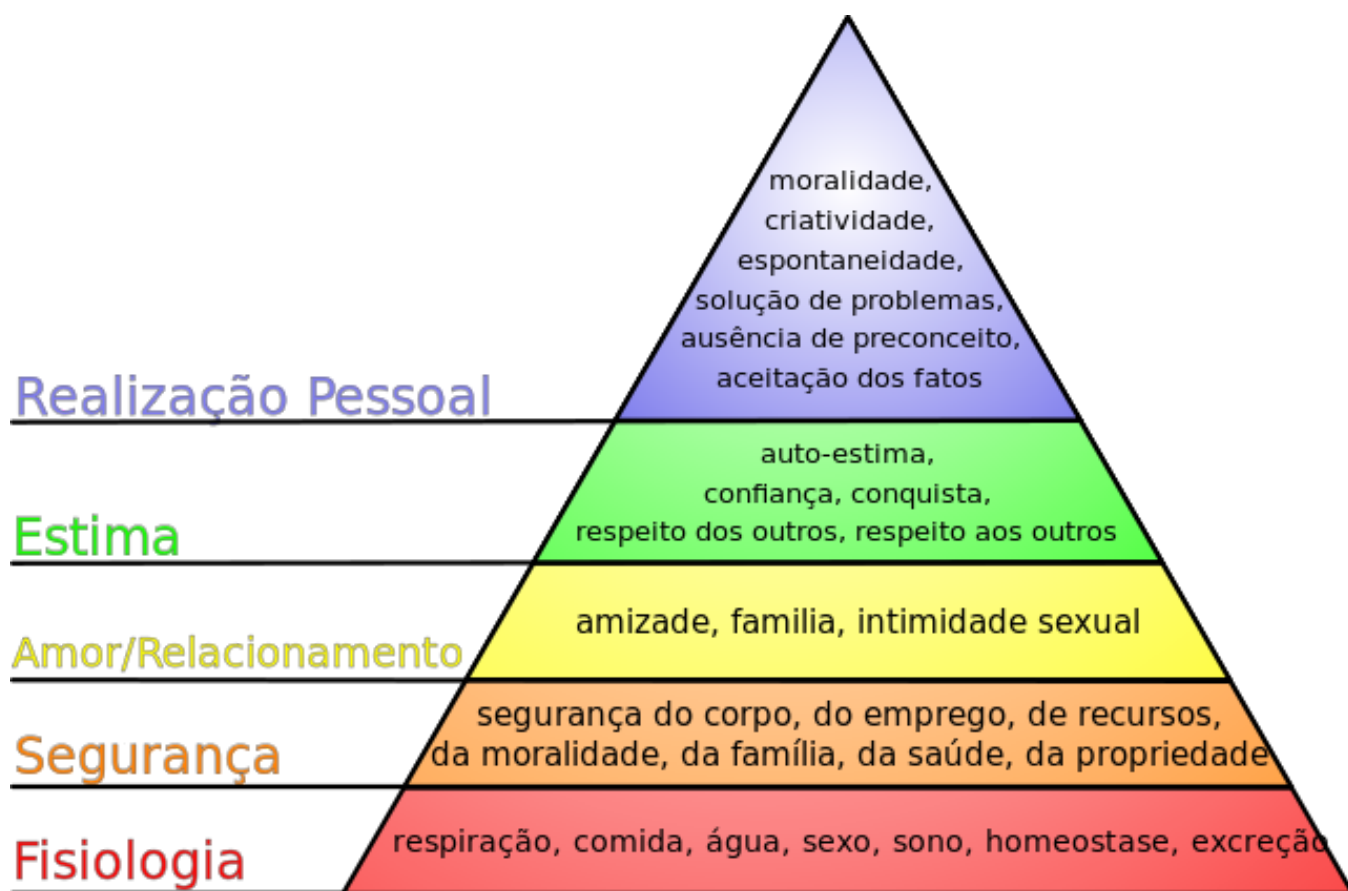 moralidade,
criatividade,
espontaneidade,
solução de problemas,
ausência de preconceito,
aceitação dos fatos
Realização Pessoal
auto-estima,
confiança, conquista,
respeito dos outros, respeito aos outros
Estima
amizade, familia, intimidade sexual
Amor/Relacionamento
segurança do corpo, do emprego, de recursos,
da moralidade, da família, da saúde, da propriedade
Segurança
respiração, comida, água, sexo, sono, homeostase, excreção
Fisiologia